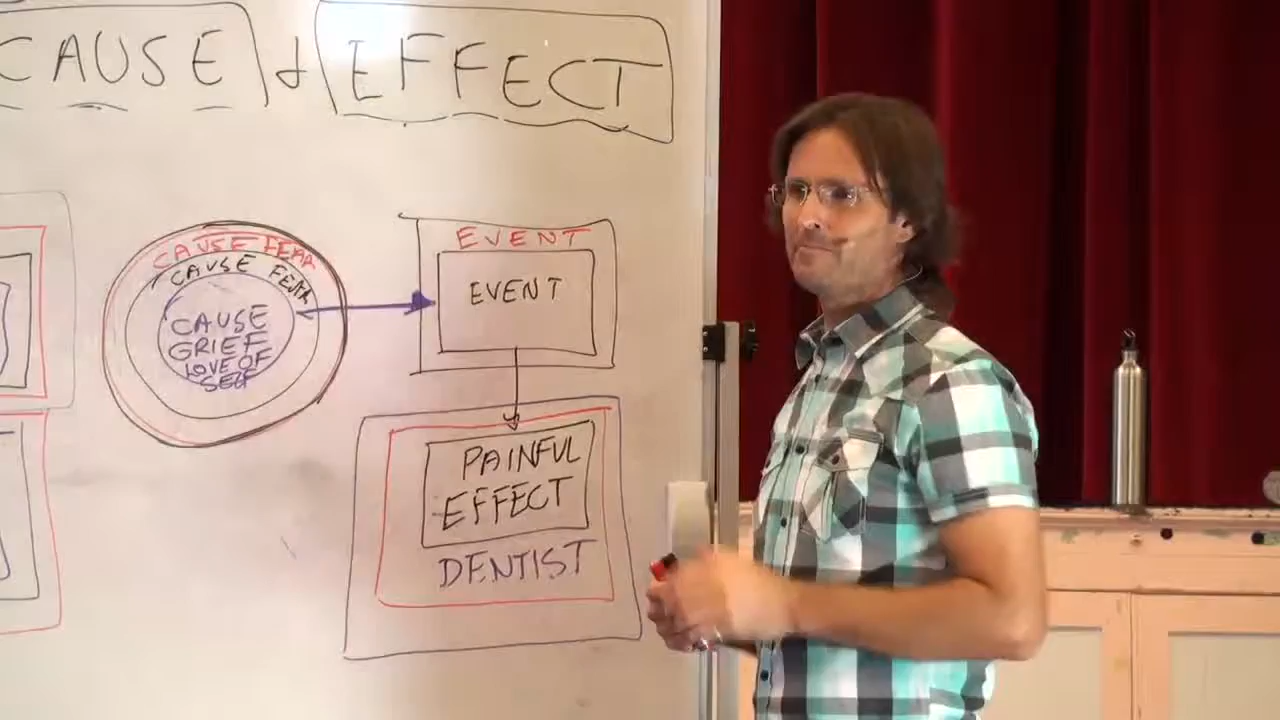 CAUSE & EFFECT
CAUSE FEAR
CAUSE FEAR
CAUSE
GRIEF
LOVE OF
SELF
EVENT
EVENT
PAINFUL
EFFECT
DENTIST